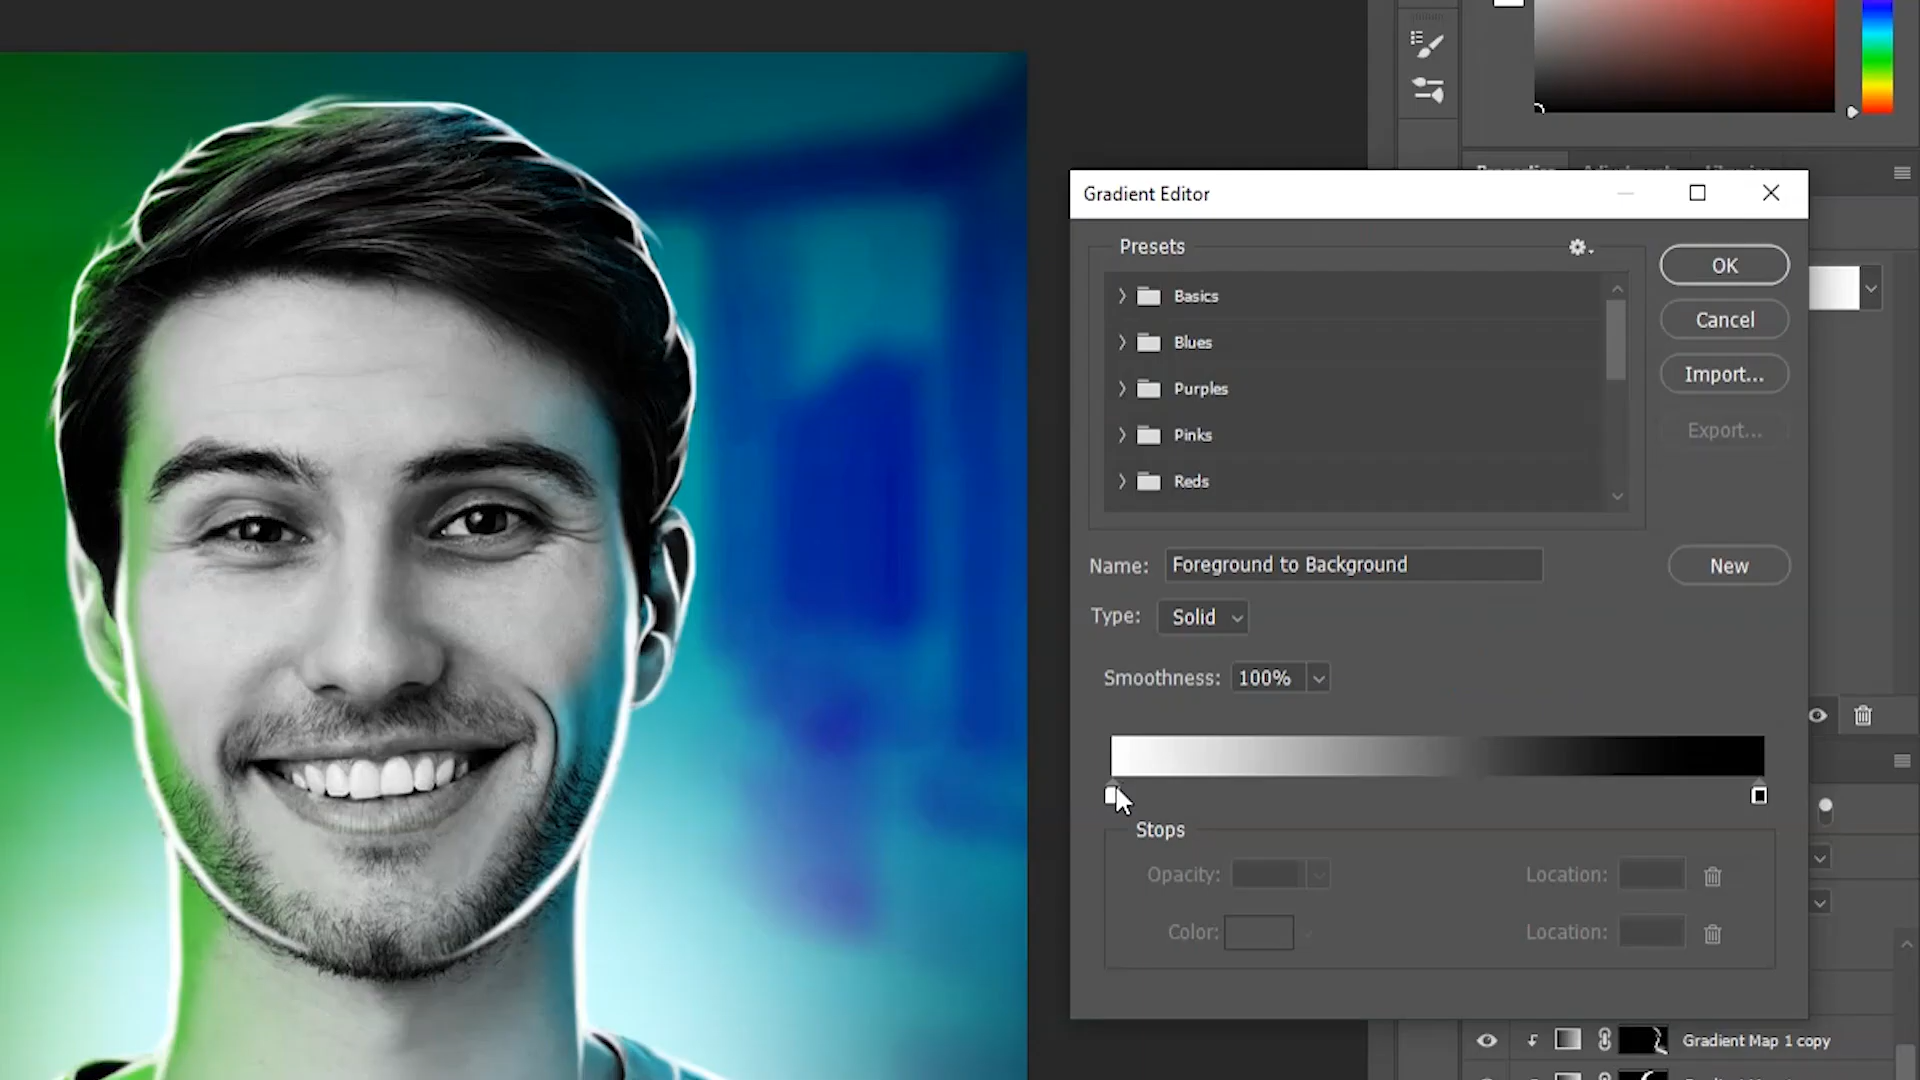 Gradient Editor
Presets
Basics
Blues
Purples
Pinks
Reds
OK
Cancel
Import...
Export...
Name: Foreground to Background
New
Type: Solid
Smoothness: 100%
Stops
Opacity:
Location:
Color:
Location:
Gradient Map 1 copy